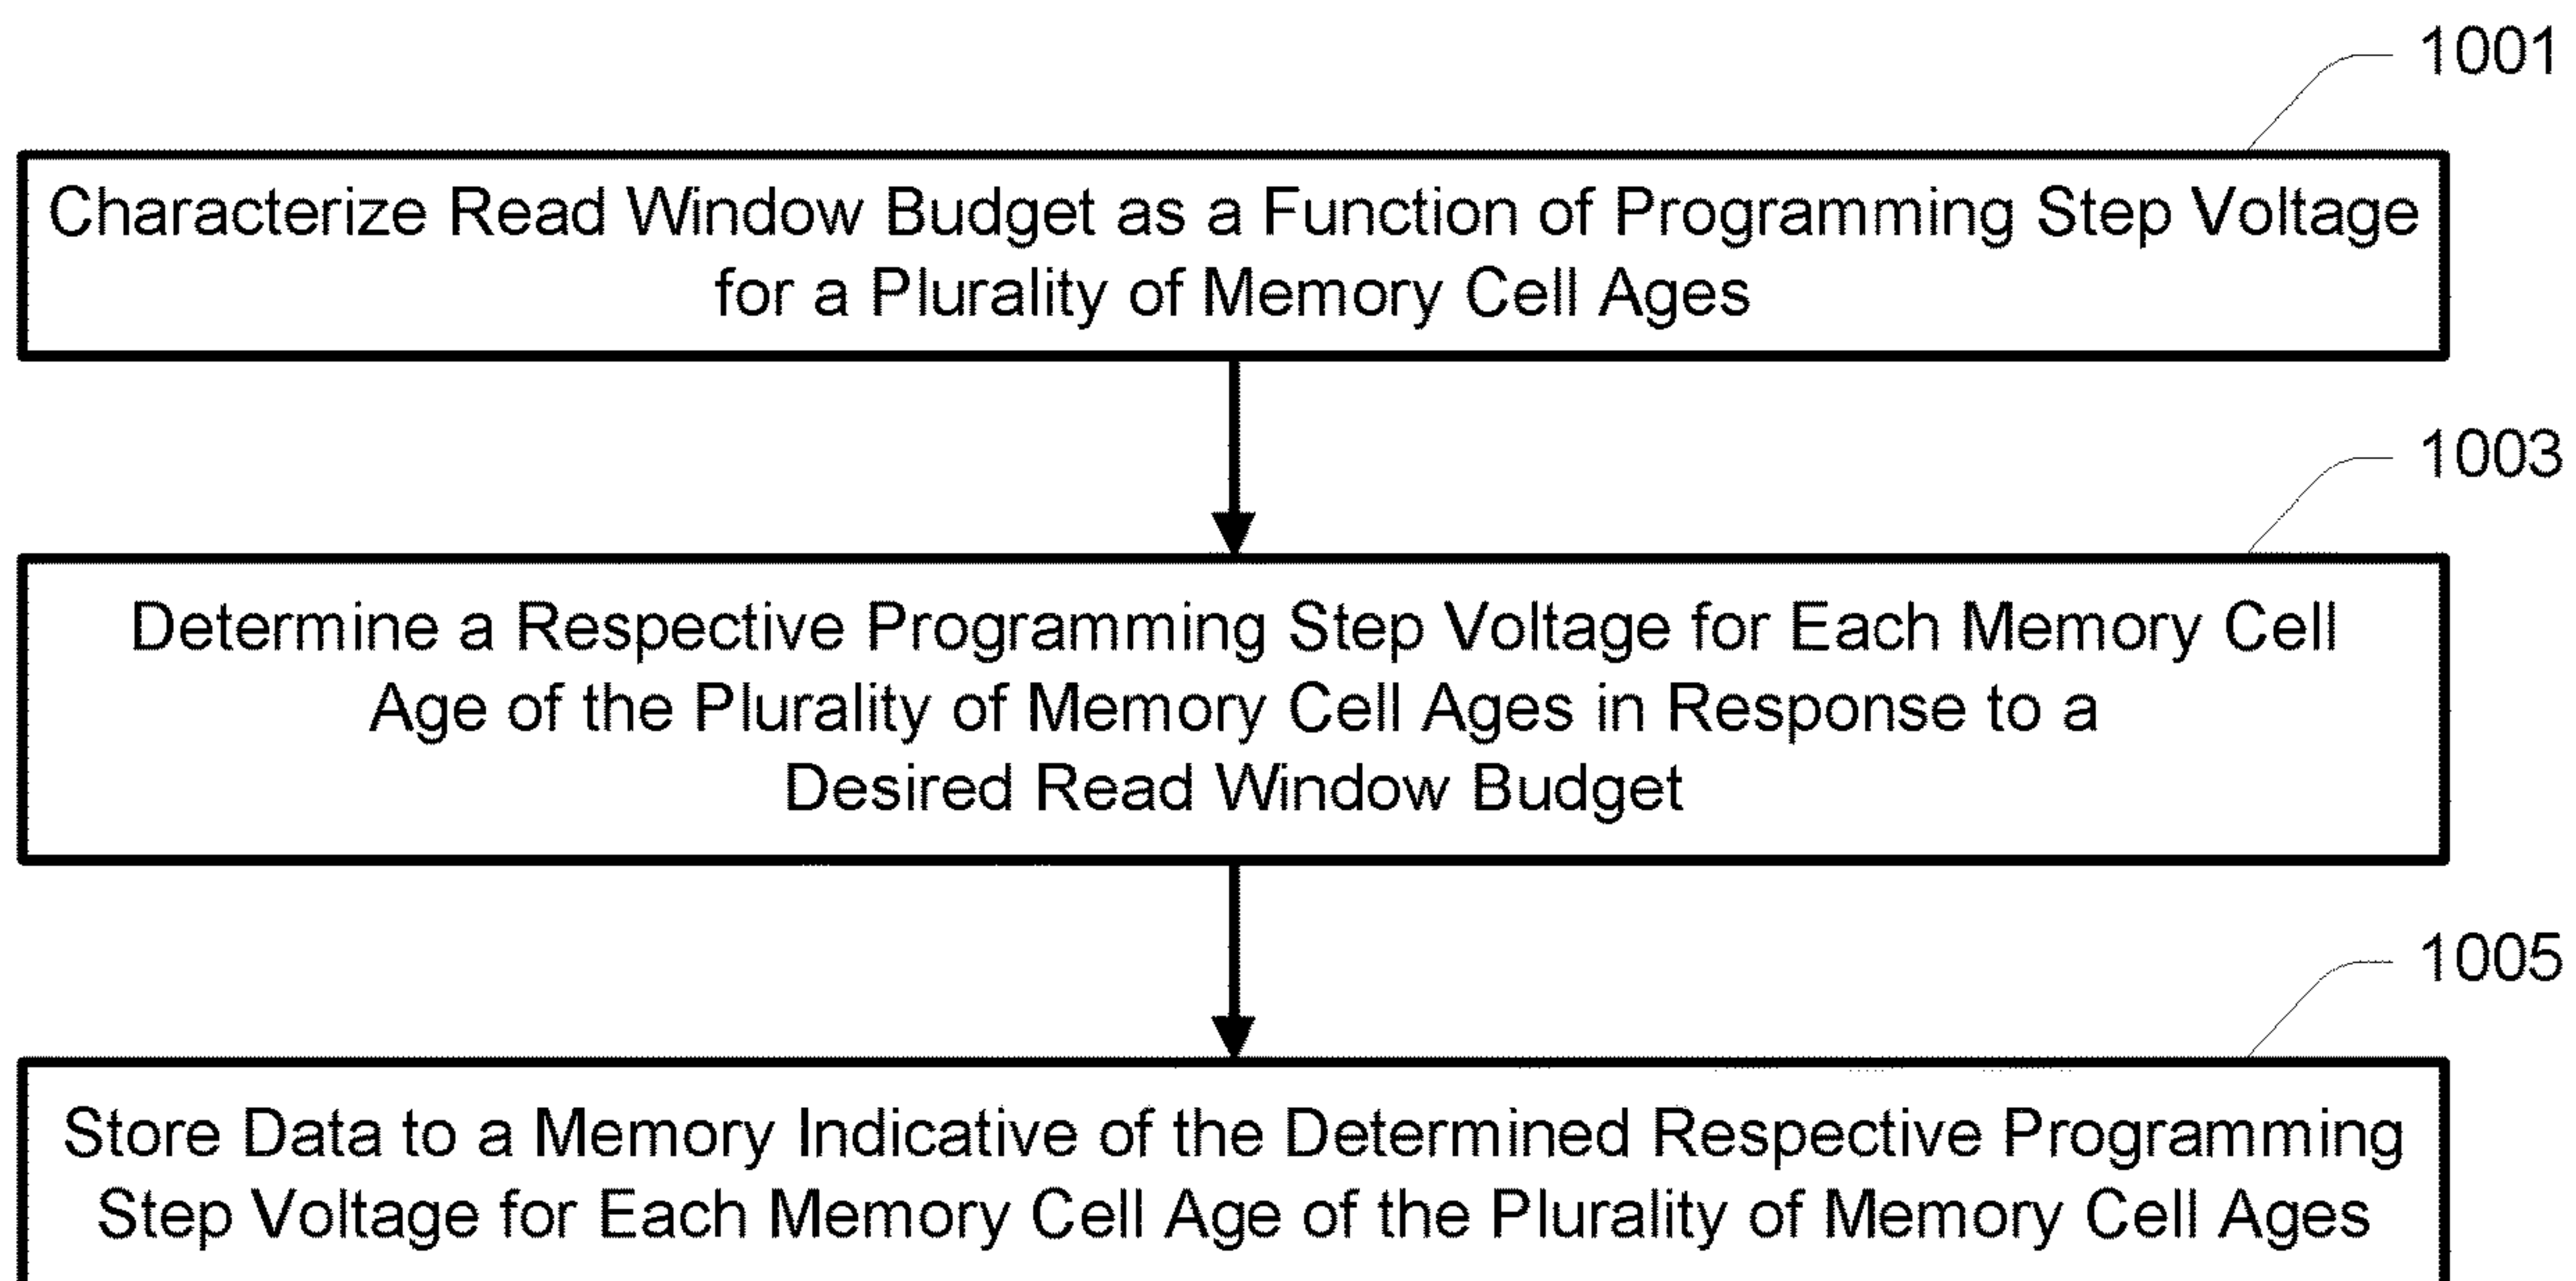 1001
Characterize Read Window Budget as a Function of Programming Step Voltage
for a Plurality of Memory Cell Ages
1003
Determine a Respective Programming Step Voltage for Each Memory Cell
Age of the Plurality of Memory Cell Ages in Response to a
Desired Read Window Budget
1005
Store Data to a Memory Indicative of the Determined Respective Programming
Step Voltage for Each Memory Cell Age of the Plurality of Memory Cell Ages